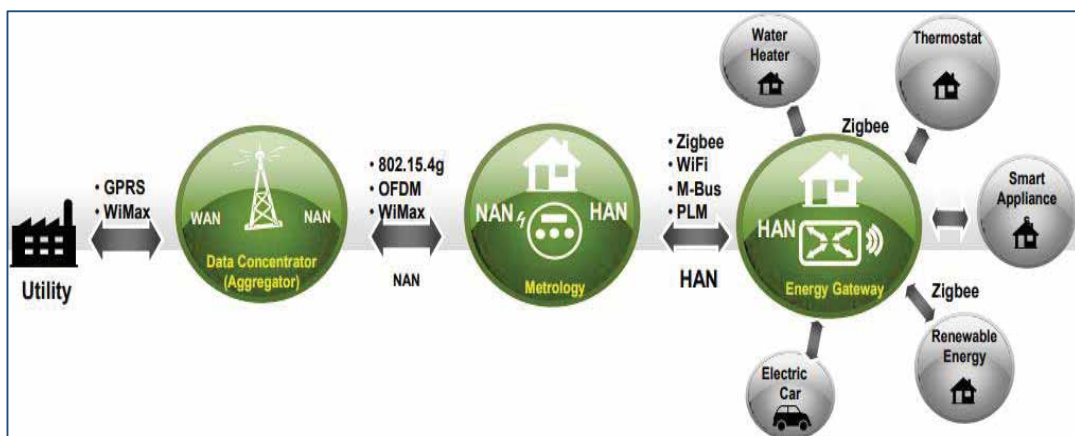 Utility
• GPRS
• WiMax
WAN
NAN
Data Concentrator
(Aggregator)
• 802.15.4g
• OFDM
• WiMax
NAN
NAN
HAN
Metrology
• Zigbee
• WiFi
• M-Bus
• PLM
HAN
HAN
Energy Gateway
Water
Heater
Zigbee
Thermostat
Smart
Appliance
Zigbee
Renewable
Energy
Electric
Car